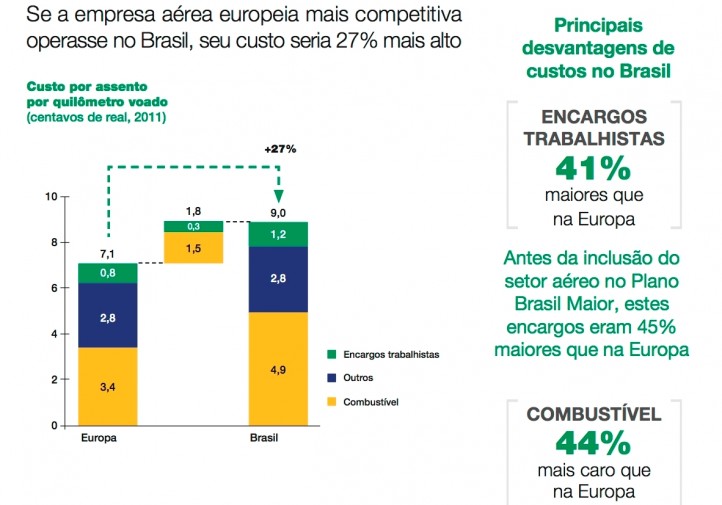 Se a empresa aérea europeia mais competitiva
operasse no Brasil, seu custo seria 27% mais alto
Custo por assento
por quilômetro voado
(centavos de real, 2011)
+27%
10
8
6
4
2
0
7,1
0,8
2,8
3,4
Europa
1,8
0,3
1,5
9,0
1,2
2,8
4,9
Brasil
Encargos trabalhistas
Outros
Combustível
Principais
desvantagens de
custos no Brasil
ENCARGOS
TRABALHISTAS
41%
maiores que
na Europa
Antes da inclusão do
setor aéreo no Plano
Brasil Maior, estes
encargos eram 45%
maiores que na Europa
COMBUSTÍVEL
44%
mais caro que
na Europa